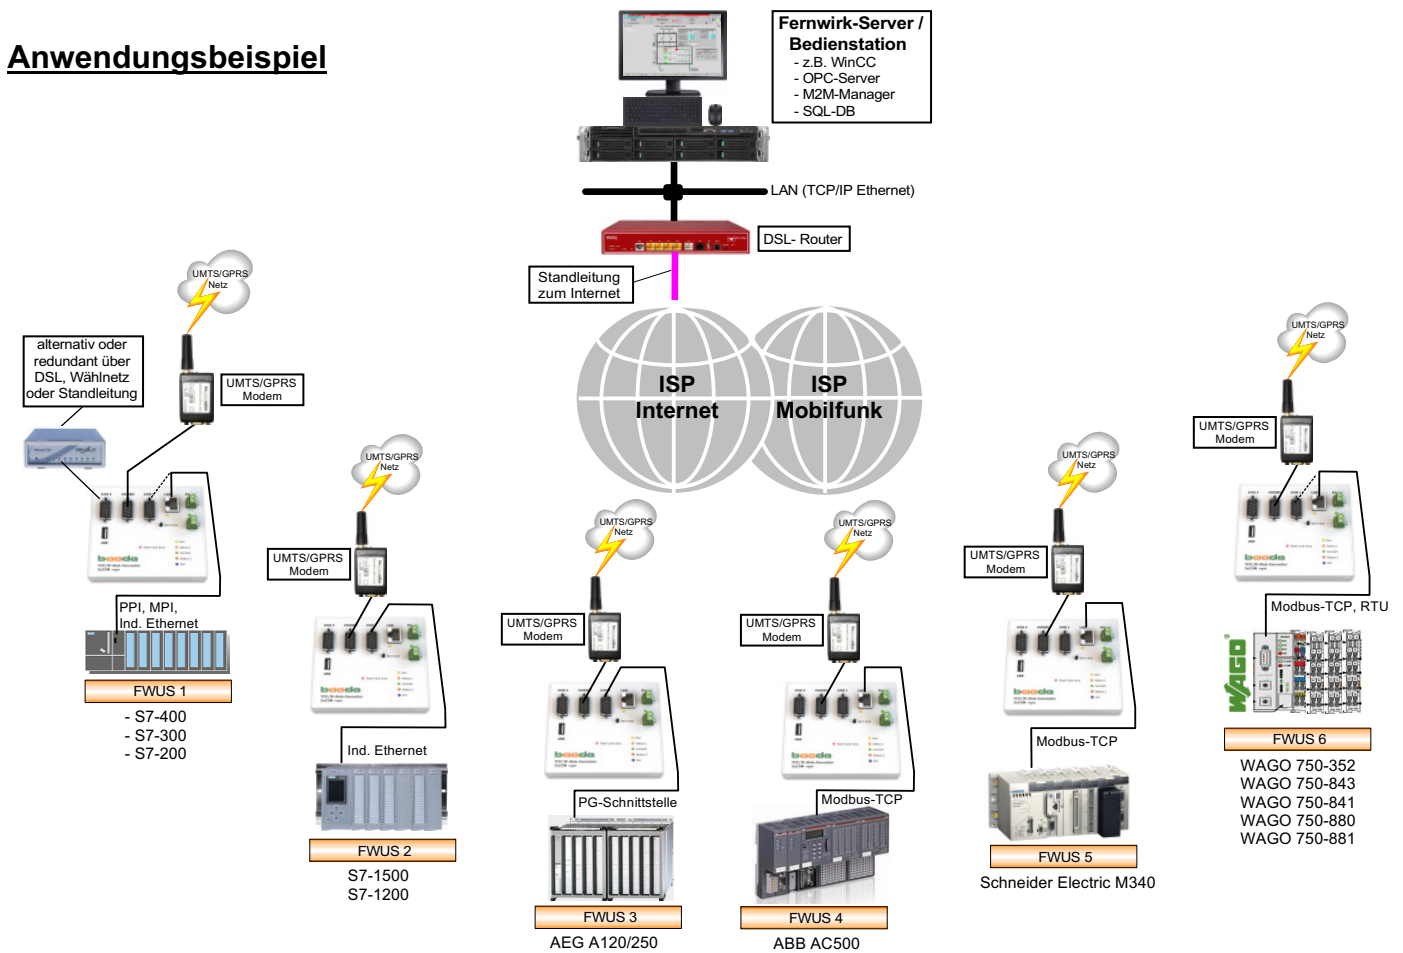 Anwendungsbeispiel
Fernwirk-Server /
Bedienstation
- z.B. WinCC
- OPC-Server
- M2M-Manager
- SQL-DB
LAN (TCP/IP Ethernet)
DSL- Router
Standleitung
zum Internet
ISP
Internet
ISP
Mobilfunk
UMTS/GPRS
Netz
alternativ oder
redundant über
DSL, Wählnetz
oder Standleitung
UMTS/GPRS
Modem
PPI, MPI,
Ind. Ethernet
FWUS 1
- S7-400
- S7-300
- S7-200
UMTS/GPRS
Netz
UMTS/GPRS
Modem
Ind. Ethernet
FWUS 2
S7-1500
S7-1200
UMTS/GPRS
Netz
UMTS/GPRS
Modem
PG-Schnittstelle
FWUS 3
AEG A120/250
UMTS/GPRS
Netz
UMTS/GPRS
Modem
Modbus-TCP
FWUS 4
ABB AC500
UMTS/GPRS
Netz
UMTS/GPRS
Modem
Modbus-TCP
FWUS 5
Schneider Electric M340
UMTS/GPRS
Netz
UMTS/GPRS
Modem
Modbus-TCP, RTU
WAGO
FWUS 6
WAGO 750-352
WAGO 750-843
WAGO 750-841
WAGO 750-880
WAGO 750-881